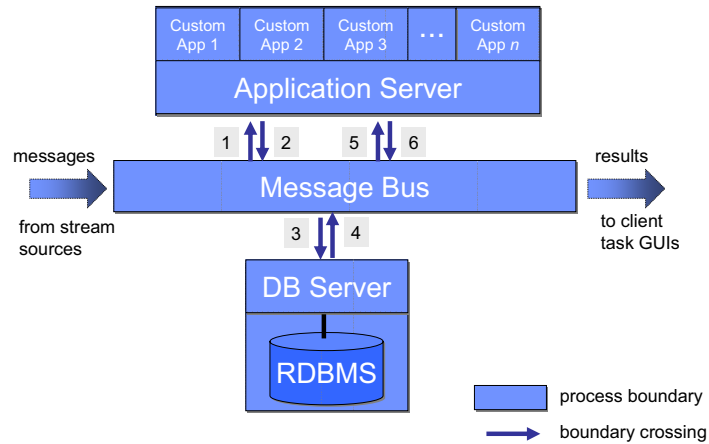 Custom
App 1
Custom
App 2
Custom
App 3
...
Custom
App n
Application Server
1
2
5
6
messages
from stream
sources
Message Bus
results
to client
task GUIs
3
4
DB Server
RDBMS
process boundary
boundary crossing